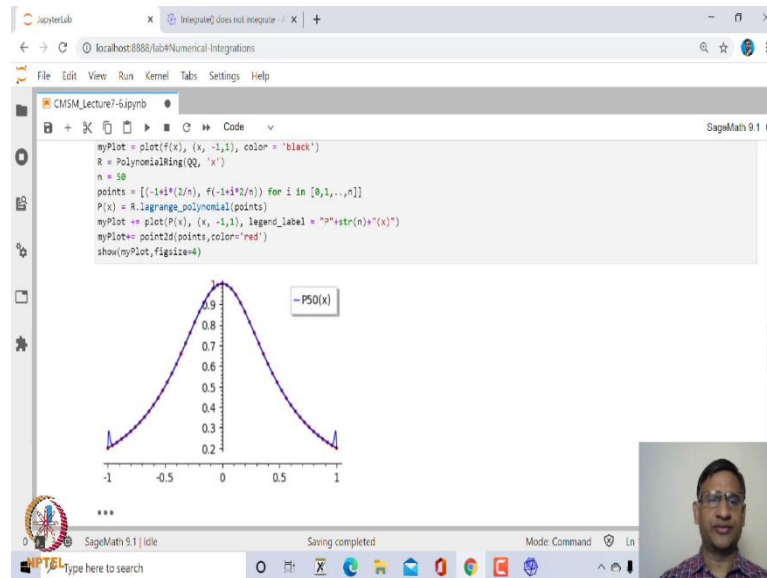 JupyterLab
Integrate() does not integrate -
localhost:8888/lab#Numerical-Integrations
File Edit View Run Kernel Tabs Settings Help
CMSM_Lecture7-6.ipynb
Code
SageMath 9.1
myPlot = plot(f(x), (x, -1,1), color = 'black')
R = PolynomialRing(QQ, 'x')
n = 50
points = [(-1+i*(2/n), f(-1+i*2/n)) for i in [0,1,..,n]]
P(x) = R.lagrange_polynomial(points)
myPlot += plot(P(x), (x, -1,1), legend_label = "P"+str(n)+"(x)")
myPlot+= point2d(points,color='red')
show(myPlot,figsize=4)
1
P50(x)
0.9
0.8
0.7
0.6
0.5
0.4
0.3
0.2
-1 -0.5 0 0.5 1
SageMath 9.1 | Idle
Saving completed
Mode: Command
Ln
NPTEL
Type here to search